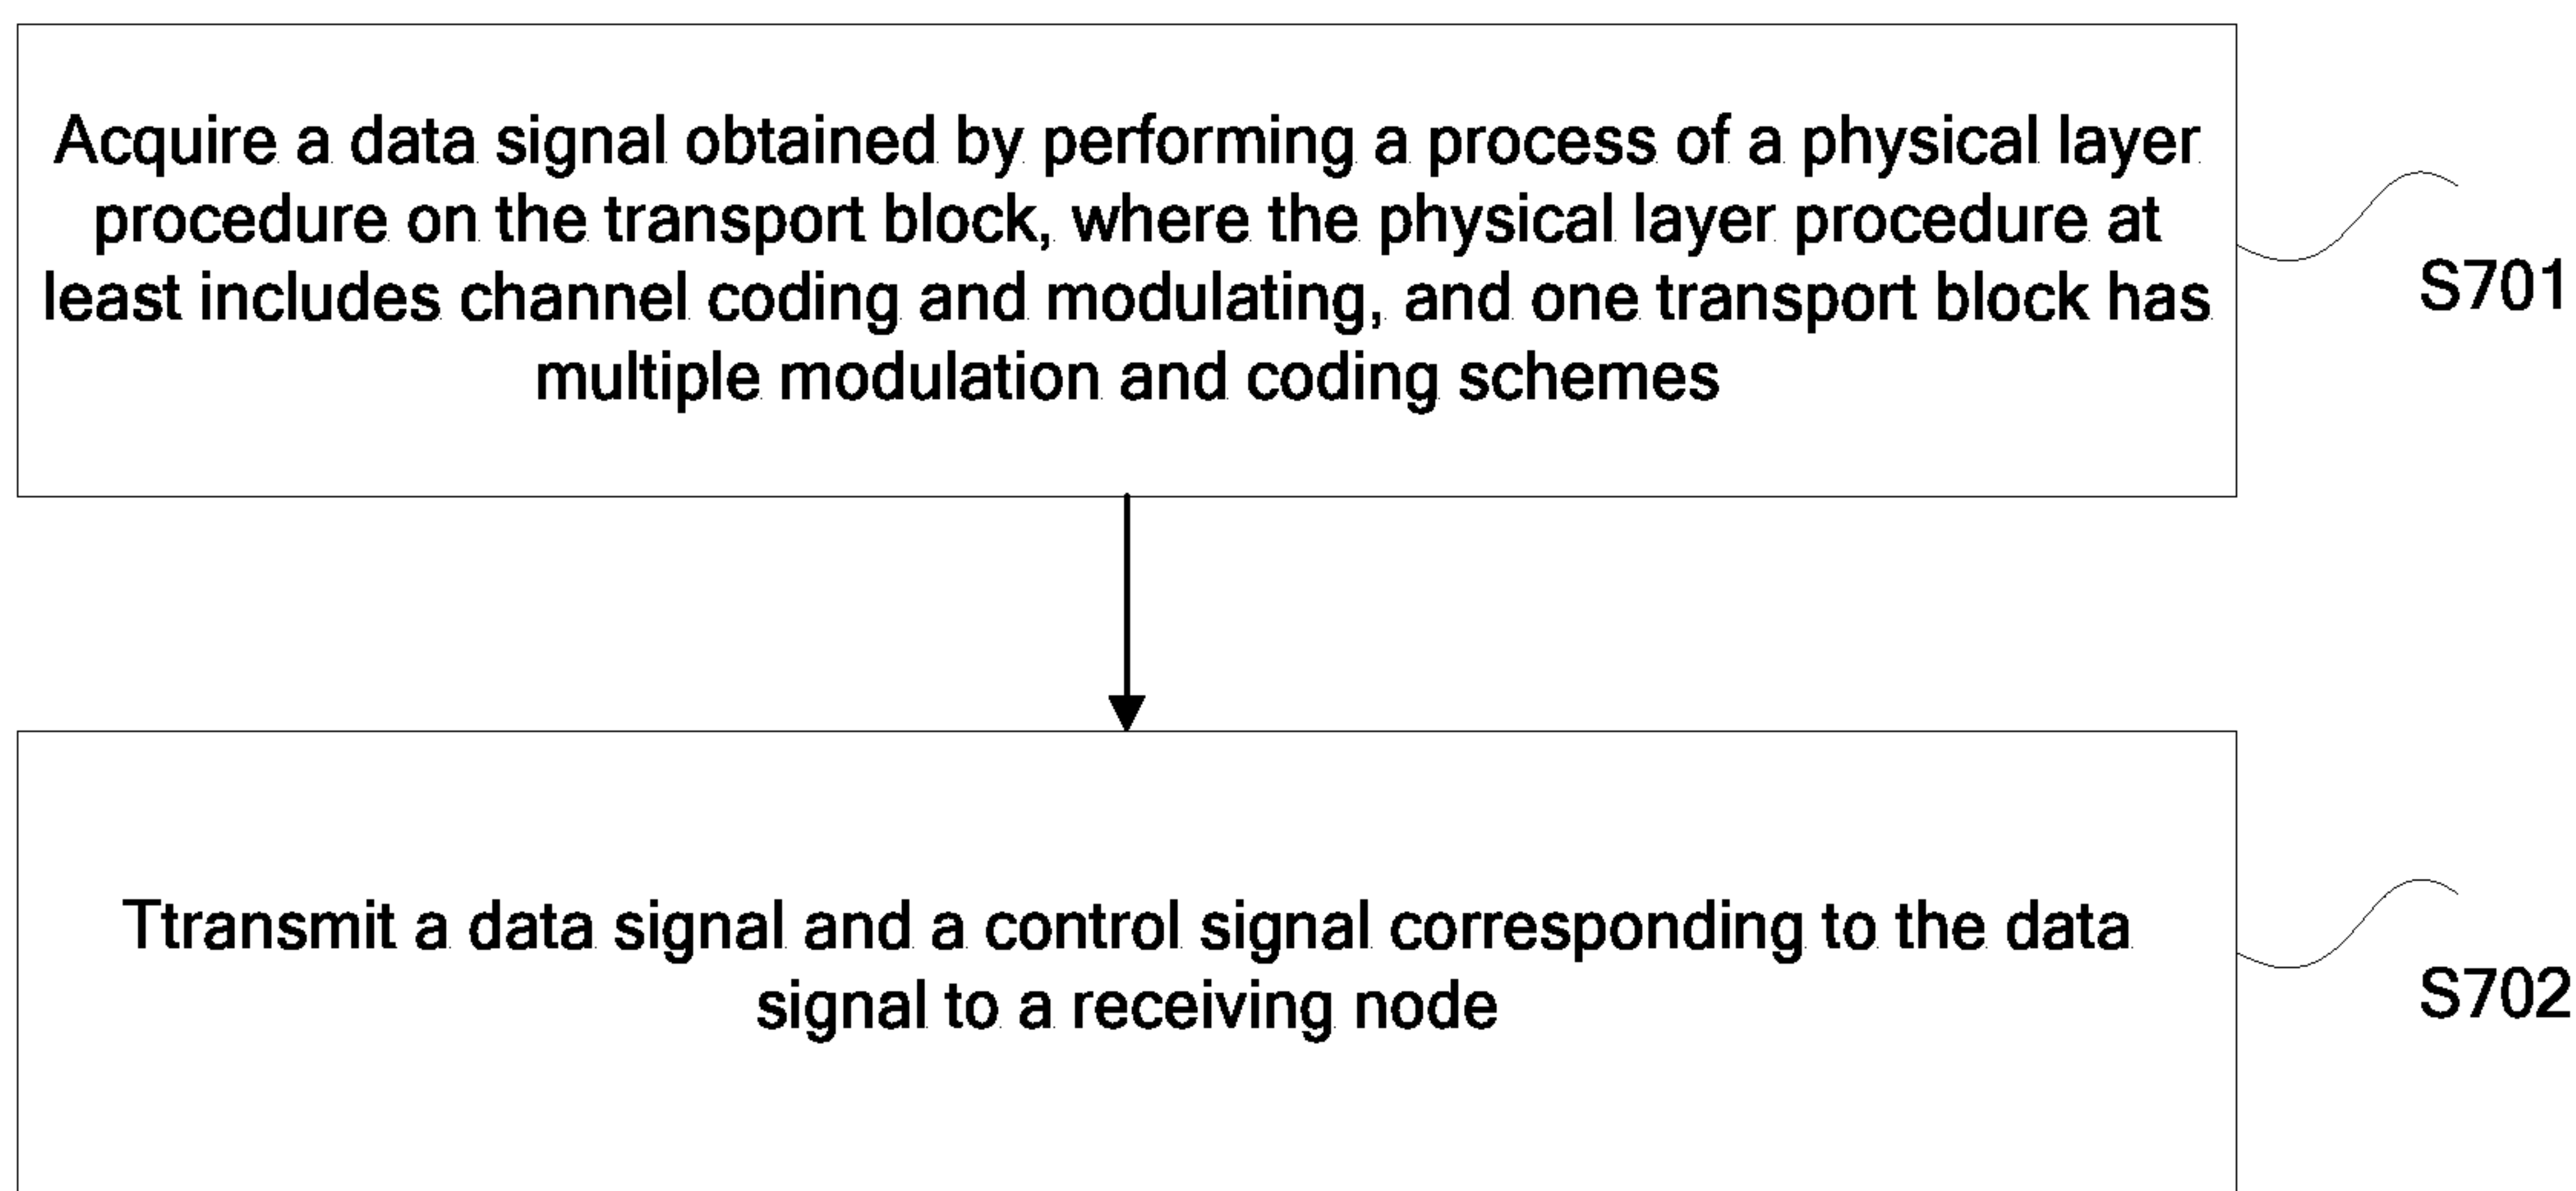 Acquire a data signal obtained by performing a process of a physical layer
procedure on the transport block, where the physical layer procedure at
least includes channel coding and modulating, and one transport block has
multiple modulation and coding schemes
S701
Ttransmit a data signal and a control signal corresponding to the data
signal to a receiving node
S702